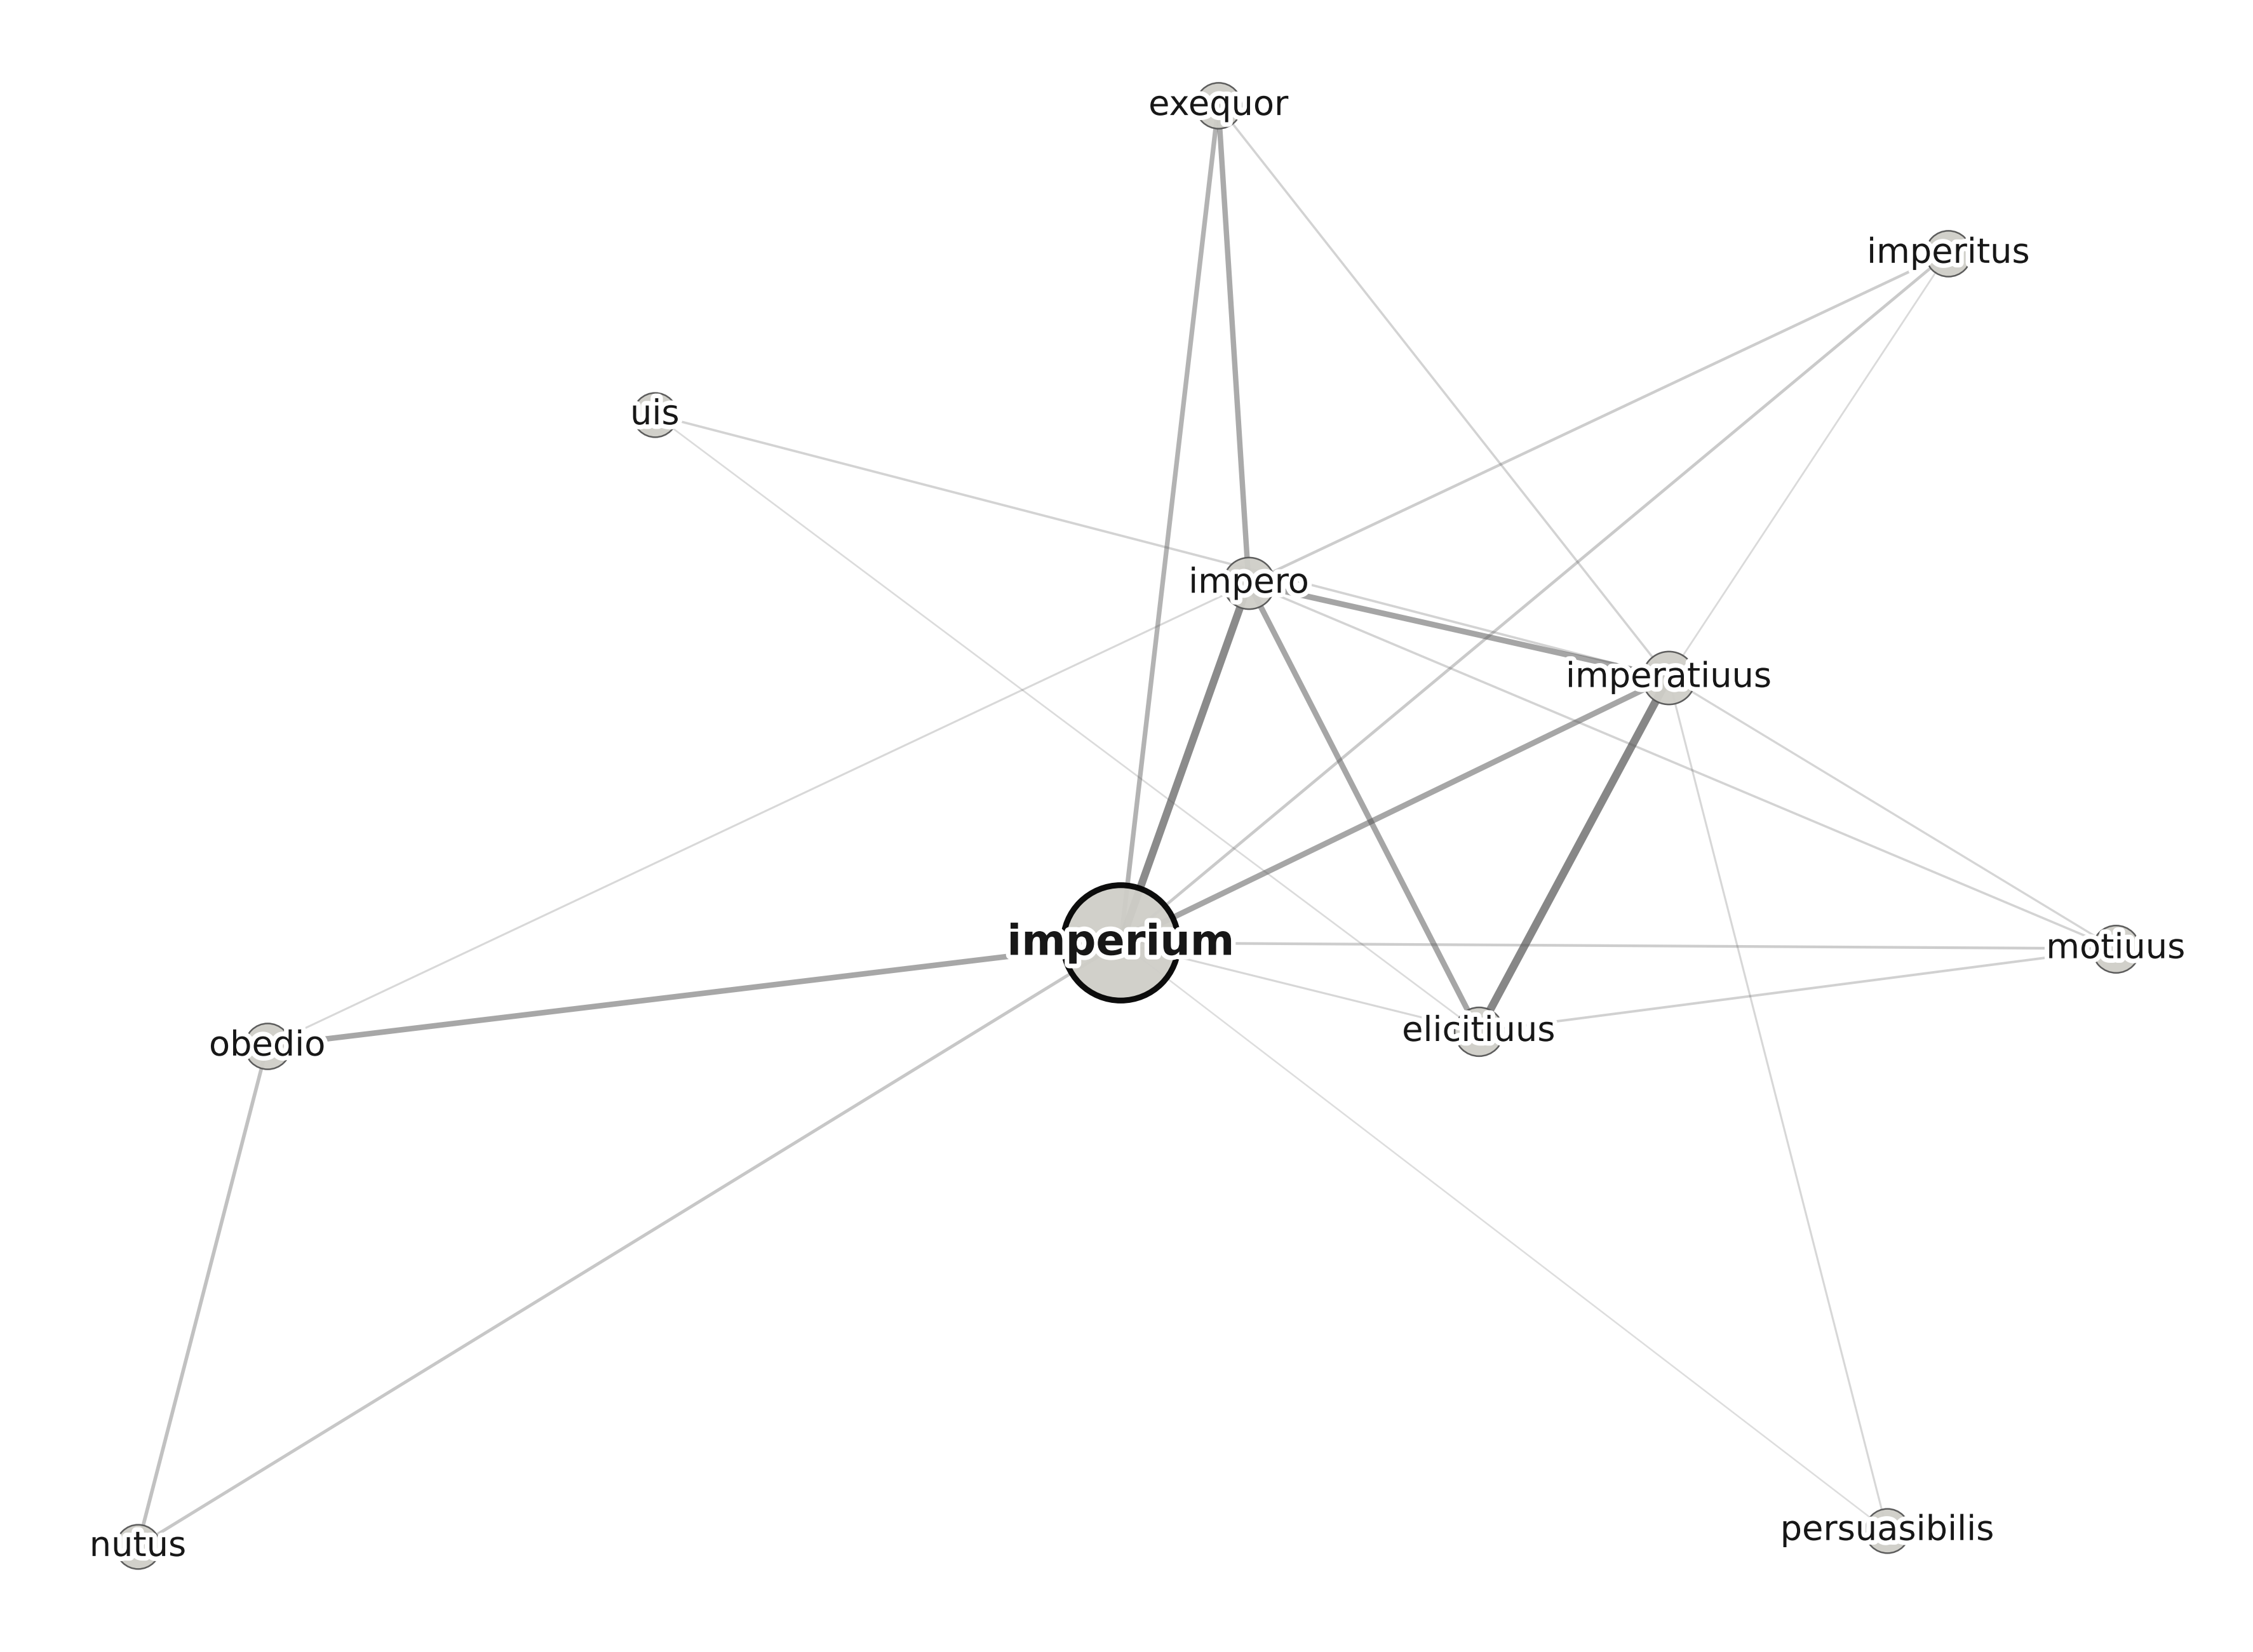 exequor
imperitus
uis
impero
imperatiuus
imperium
motiuus
elicitiuus
obedio
persuasibilis
nutus